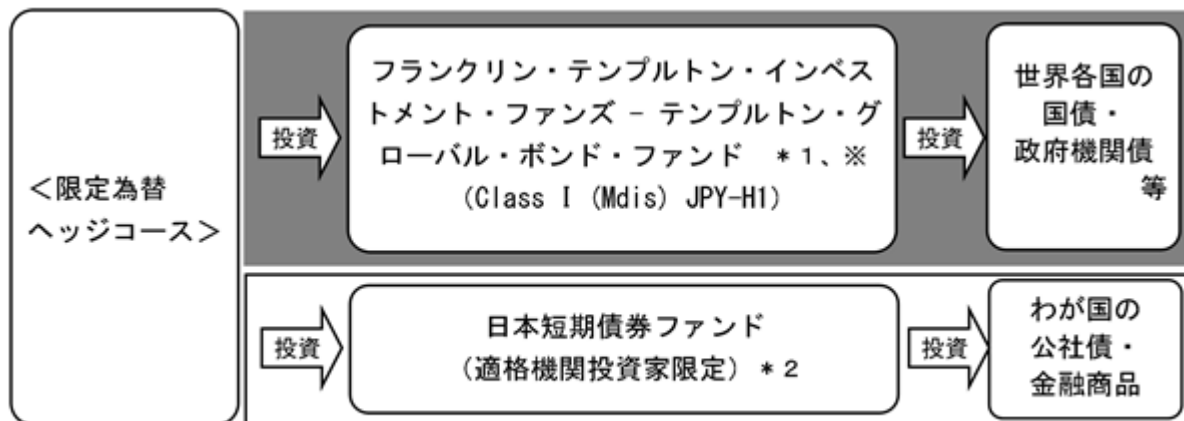 <限定為替
ヘッジコース>
投資
フランクリン・テンプルトン・インベス
トメント・ファンズ − テンプルトン・グ
ローバル・ボンド・ファンド *1、※
(Class I (Mdis) JPY-H1)
投資
世界各国の
国債・
政府機関債
等
投資
日本短期債券ファンド
(適格機関投資家限定) *2
投資
わが国の
公社債・
金融商品